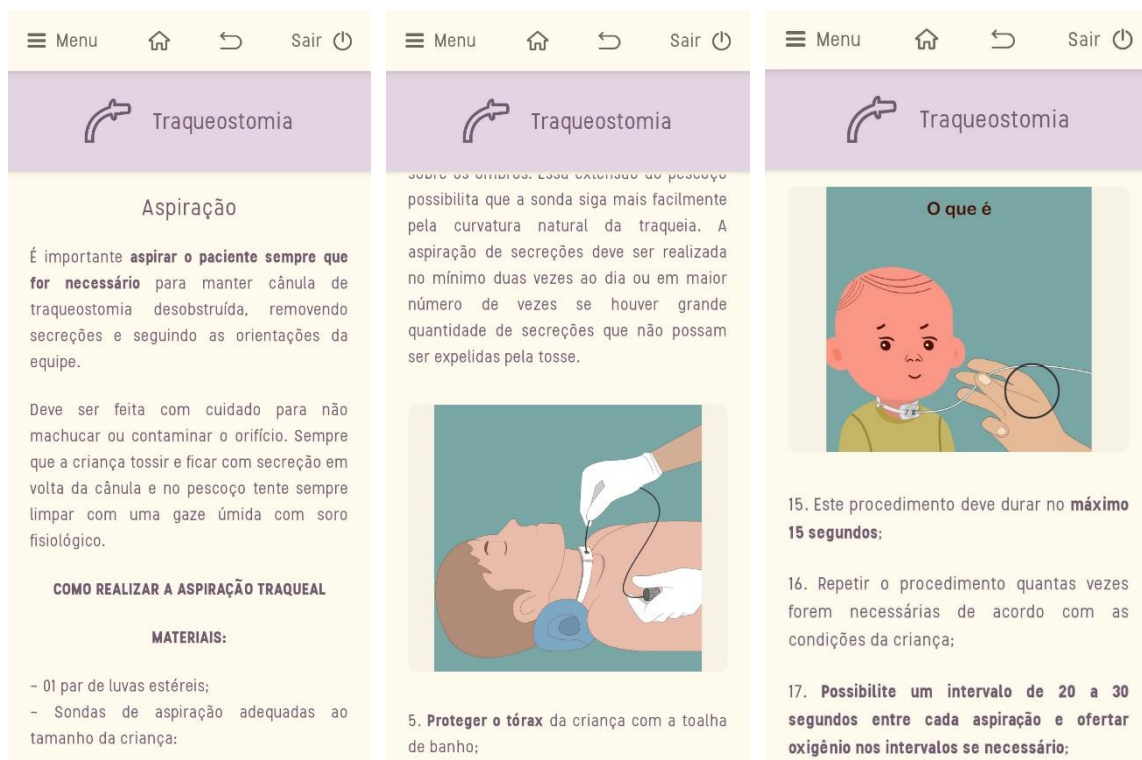 Menu Sair
Traqueostomia
Aspiração
É importante aspirar o paciente sempre que
for necessário para manter cânula de
traqueostomia desobstruída, removendo
secreções e seguindo as orientações da
equipe.
Deve ser feita com cuidado para não
machucar ou contaminar o orifício. Sempre
que a criança tossir e ficar com secreção em
volta da cânula e no pescoço tente sempre
limpar com uma gaze úmida com soro
fisiológico.
COMO REALIZAR A ASPIRAÇÃO TRAQUEAL
MATERIAIS:
- 01 par de luvas estéreis;
- Sondas de aspiração adequadas ao
tamanho da criança:
Menu Sair
Traqueostomia
sobre os ombros. Essa extensão do pescoço
possibilita que a sonda siga mais facilmente
pela curvatura natural da traqueia. A
aspiração de secreções deve ser realizada
no mínimo duas vezes ao dia ou em maior
número de vezes se houver grande
quantidade de secreções que não possam
ser expelidas pela tosse.
5. Proteger o tórax da criança com a toalha
de banho;
Menu Sair
Traqueostomia
O que é
15. Este procedimento deve durar no máximo
15 segundos;
16. Repetir o procedimento quantas vezes
forem necessárias de acordo com as
condições da criança;
17. Possibilite um intervalo de 20 a 30
segundos entre cada aspiração e ofertar
oxigênio nos intervalos se necessário;